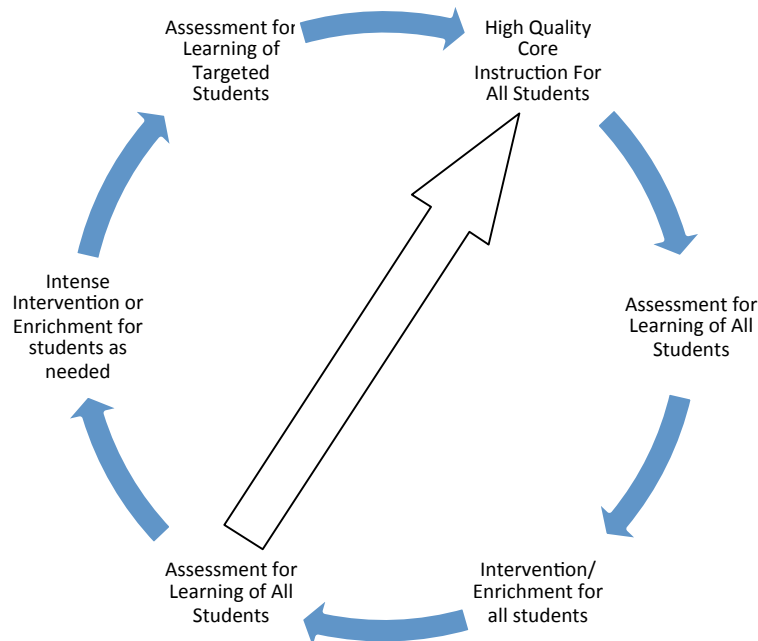 Assessment for
Learning of
Targeted
Students
High Quality
Core
Instruction For
All Students
Assessment for
Learning of All
Students
Intervention/
Enrichment for
all students
Assessment for
Learning of All
Students
Intense
Intervention or
Enrichment for
students as
needed